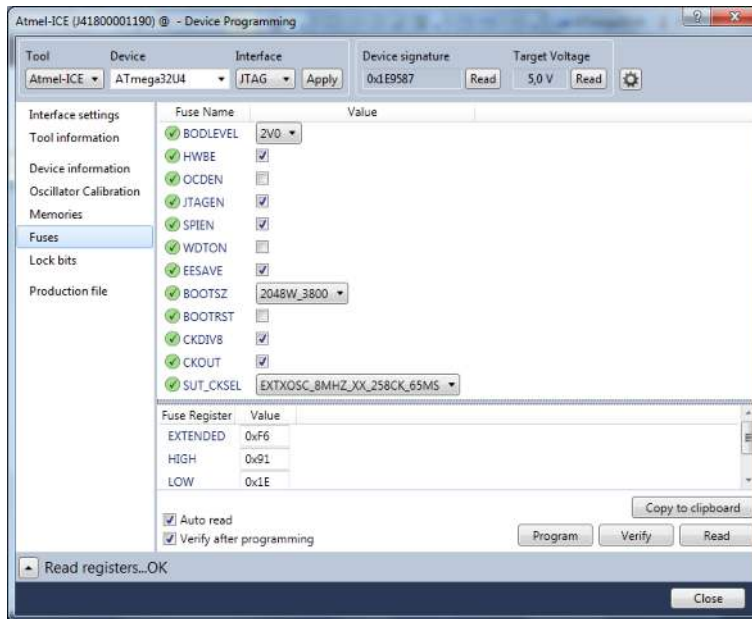 Atmel-ICE (J41800001190) @ - Device Programming
Tool Device Interface Device signature Target Voltage
Atmel-ICE ATmega32U4 JTAG Apply 0x1E9587 Read 5,0 V Read
Interface settings
Tool information
Device information
Oscillator Calibration
Memories
Fuses
Lock bits
Production file
Fuse Name Value
BODLEVEL 2V0
HWBE
OCDEN
JTAGEN
SPIEN
WDTON
EESAVE
BOOTSZ 2048W_3800
BOOTRST
CKDIV8
CKOUT
SUT_CKSEL EXTXOSC_8MHZ_XX_258CK_65MS
Fuse Register Value
EXTENDED 0xF6
HIGH 0x91
LOW 0x1E
Copy to clipboard
Auto read
Verify after programming
Program Verify Read
Read registers...OK
Close